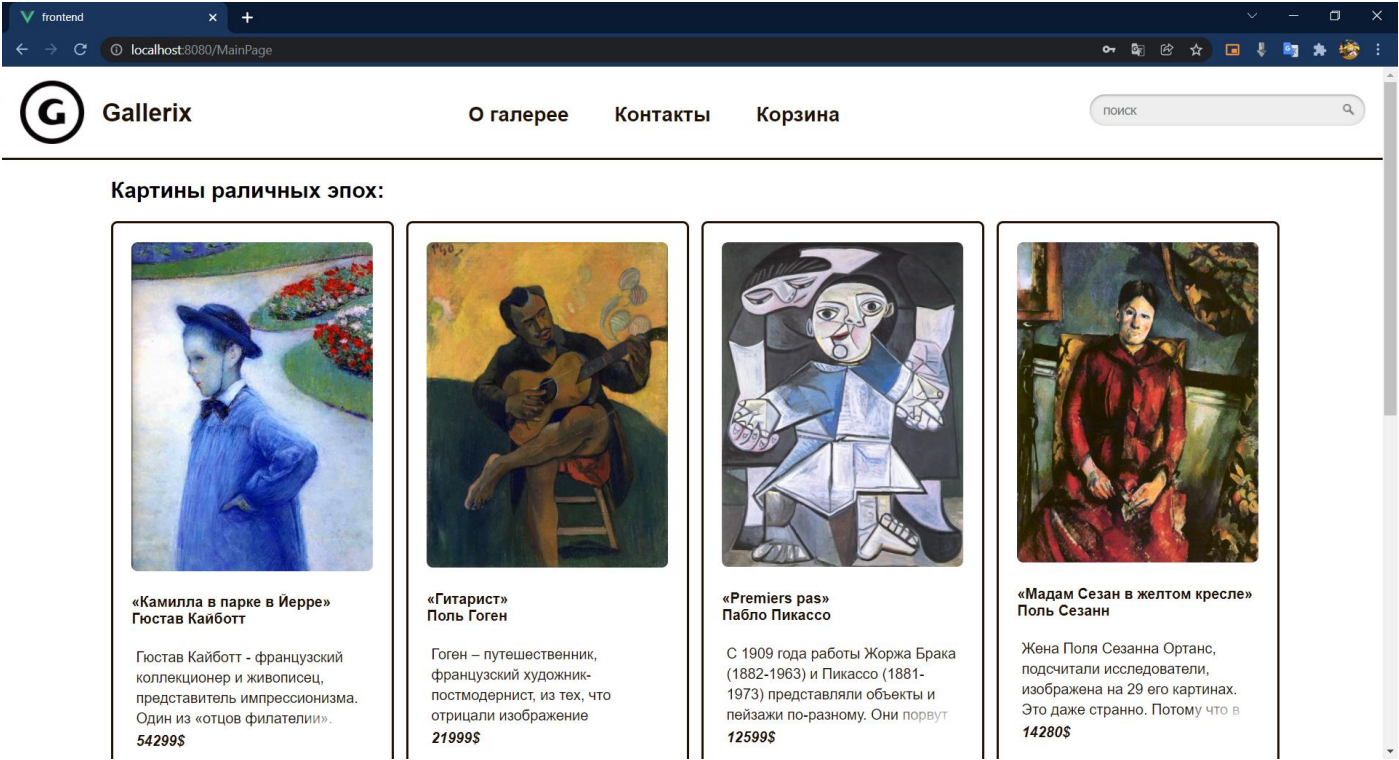 frontend
localhost:8080/MainPage
G
Gallerix
О галерее
Контакты
Корзина
поиск
Картины раличных эпох:
«Камилла в парке в Йерре»
Гюстав Кайботт
Гюстав Кайботт - французский
коллекционер и живописец,
представитель импрессионизма.
Один из «отцов филателии».
54299$
«Гитарист»
Поль Гоген
Гоген – путешественник,
французский художник-
постмодернист, из тех, что
отрицали изображение
21999$
«Premiers pas»
Пабло Пикассо
С 1909 года работы Жоржа Брака
(1882-1963) и Пикассо (1881-
1973) представляли объекты и
пейзажи по-разному. Они порвут
12599$
«Мадам Сезан в желтом кресле»
Поль Сезанн
Жена Поля Сезанна Ортанс,
подсчитали исследователи,
изображена на 29 его картинах.
Это даже странно. Потому что в
14280$